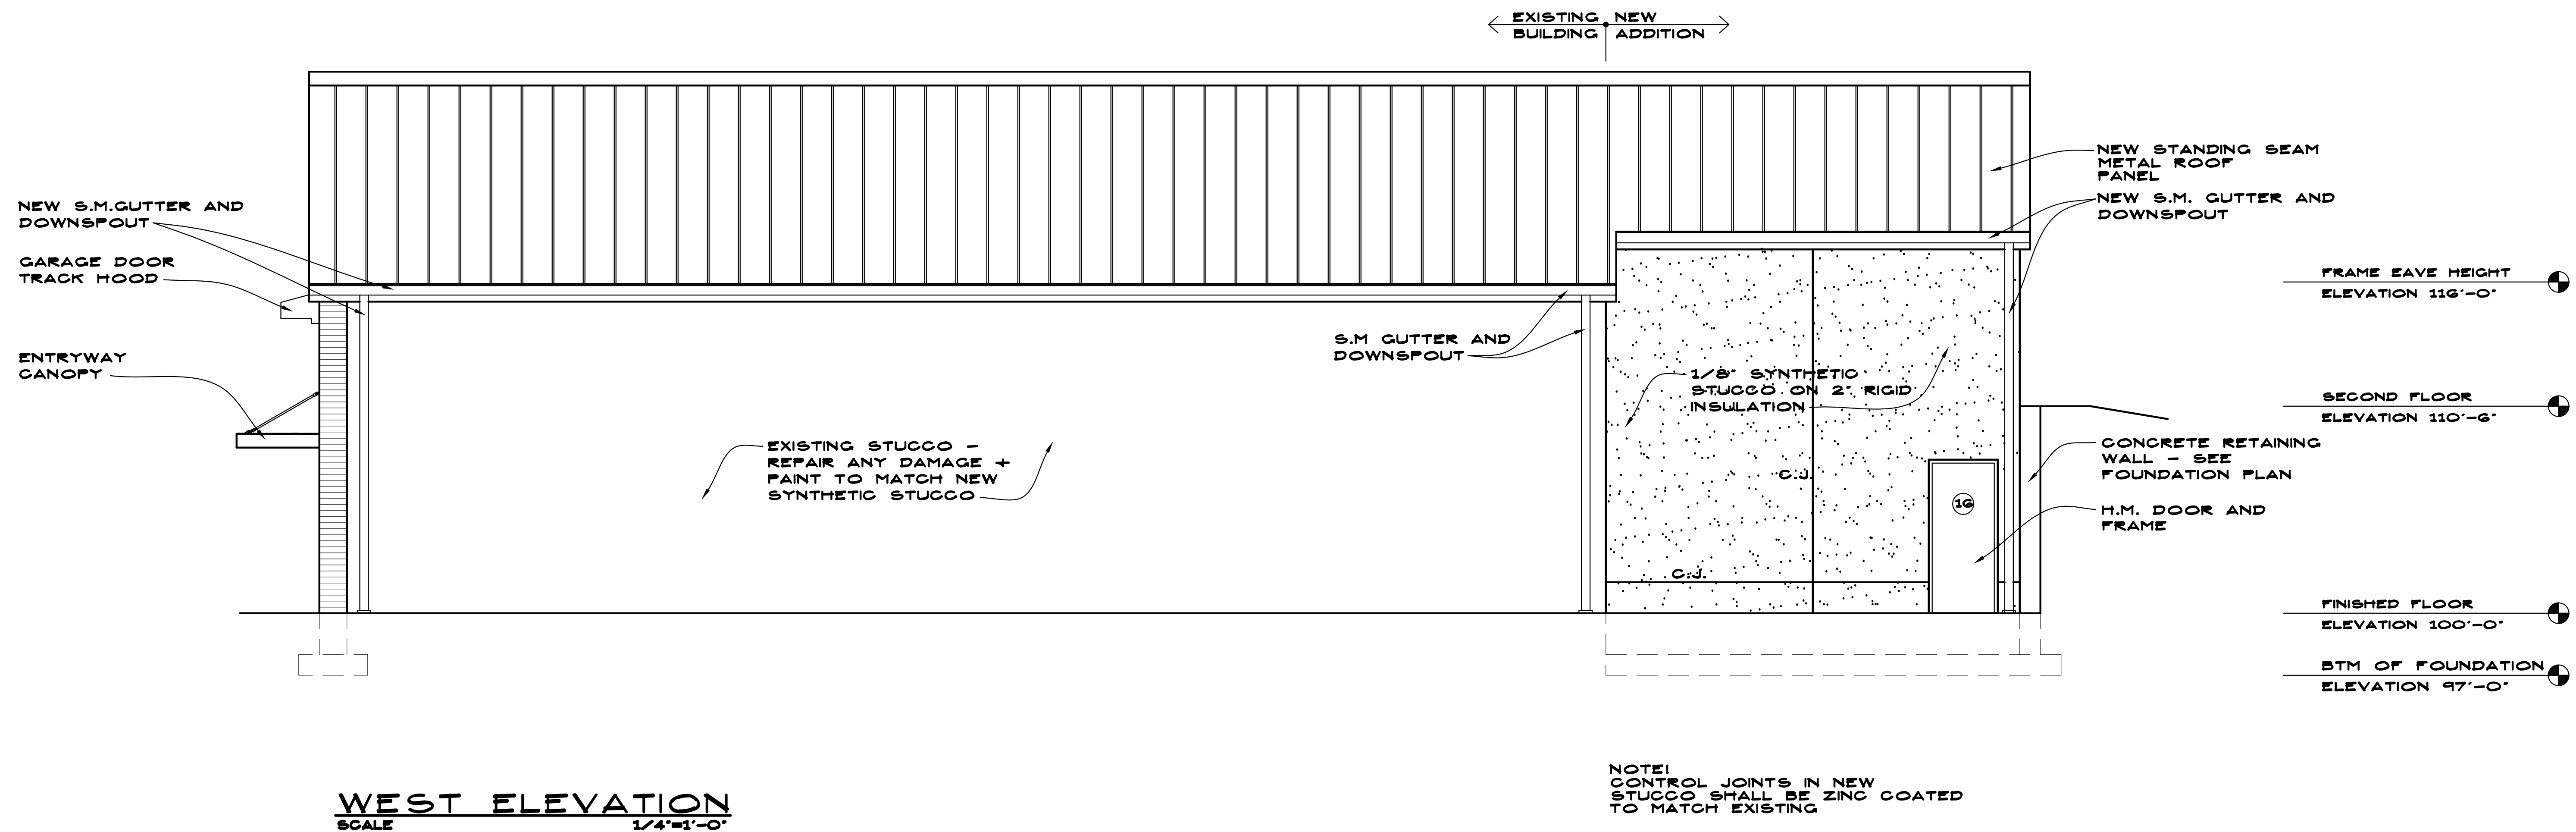 EXISTING NEW
BUILDING ADDITION
NEW STANDING SEAM
METAL ROOF
PANEL
NEW S.M.GUTTER AND
DOWNSPOUT
NEW S.M. GUTTER AND
DOWNSPOUT
GARAGE DOOR
TRACK HOOD
FRAME EAVE HEIGHT
ELEVATION 116'-0"
S.M GUTTER AND
DOWNSPOUT
ENTRYWAY
CANOPY
1/8" SYNTHETIC
STUCCO ON 2" RIGID
INSULATION
SECOND FLOOR
ELEVATION 110'-6"
EXISTING STUCCO -
REPAIR ANY DAMAGE +
PAINT TO MATCH NEW
SYNTHETIC STUCCO
C.J.
CONCRETE RETAINING
WALL - SEE
FOUNDATION PLAN
16
H.M. DOOR AND
FRAME
C.J.
FINISHED FLOOR
ELEVATION 100'-0"
BTM OF FOUNDATION
ELEVATION 97'-0"
NOTE!
CONTROL JOINTS IN NEW
STUCCO SHALL BE ZINC COATED
TO MATCH EXISTING
WEST ELEVATION
SCALE 1/4"=1'-0"